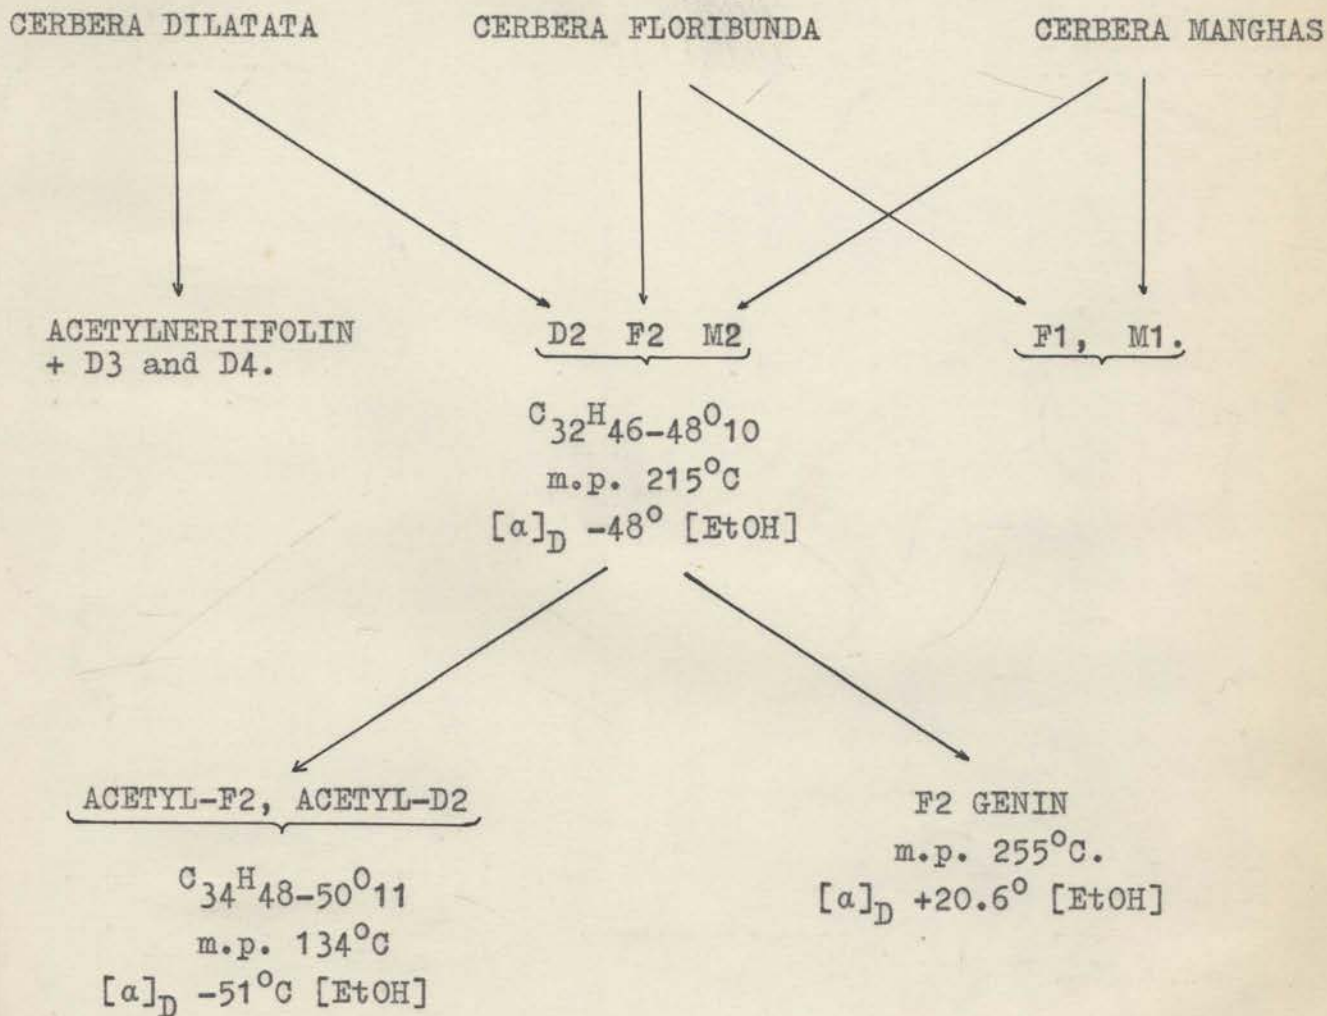 CERBERA DILATATA CERBERA FLORIBUNDA CERBERA MANGHAS
ACETYLNERIIFOLIN
+ D3 and D4.
D2 F2 M2
F1, M1.
C32H46-48O10
m.p. 215°C
[α]D -48° [EtOH]
ACETYL-F2, ACETYL-D2
C34H48-50O11
m.p. 134°C
[α]D -51°C [EtOH]
F2 GENIN
m.p. 255°C.
[α]D +20.6° [EtOH]